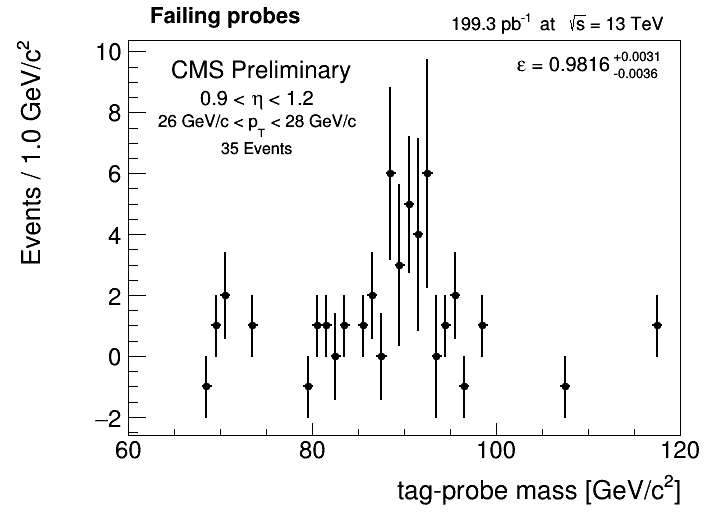 Failing probes
199.3 pb⁻¹ at √s = 13 TeV
Events / 1.0 GeV/c²
10
8
6
4
2
0
−2
CMS Preliminary
0.9 < η < 1.2
26 GeV/c < p_T < 28 GeV/c
35 Events
ε = 0.9816 +0.0031 -0.0036
60 80 100 120
tag-probe mass [GeV/c²]